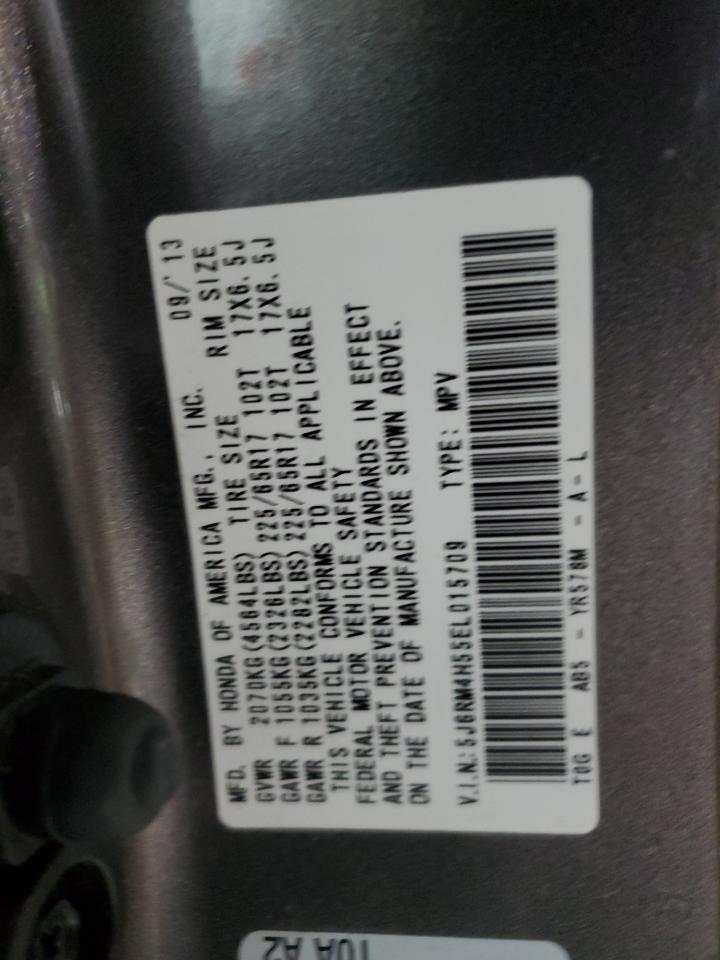 MFD. BY HONDA OF AMERICA MFG., INC. 09/'13
GVWR 2070KG(4564LBS) TIRE SIZE RIM SIZE
GAWR F 1055KG(2326LBS) 225/65R17 102T 17X6.5J
GAWR R 1035KG(2282LBS) 225/65R17 102T 17X6.5J
THIS VEHICLE CONFORMS TO ALL APPLICABLE
FEDERAL MOTOR VEHICLE SAFETY
AND THEFT PREVENTION STANDARDS IN EFFECT
ON THE DATE OF MANUFACTURE SHOWN ABOVE.
V.I.N.: 5J6RM4H55EL015709 TYPE: MPV
T0G E AB5 - YR578M - A - L
T0A A2